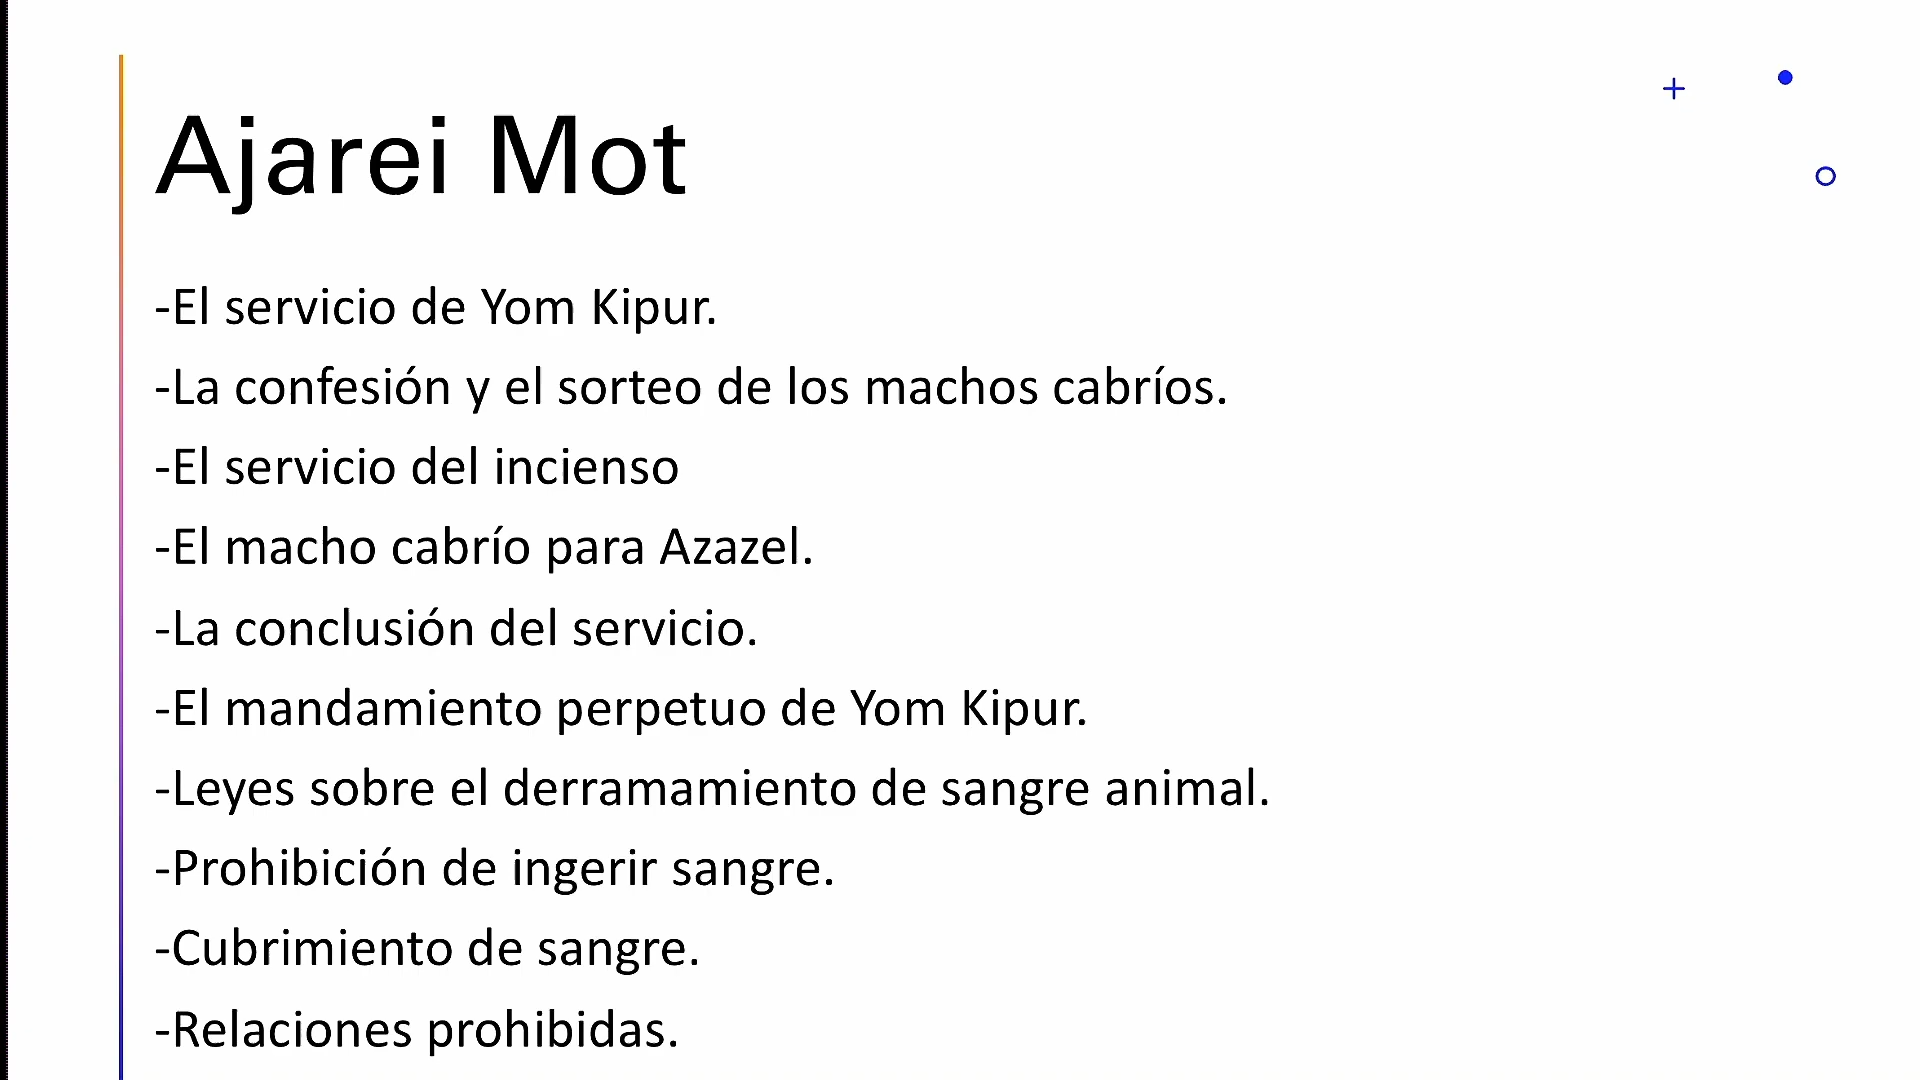 Ajarei Mot
-El servicio de Yom Kipur.
-La confesión y el sorteo de los machos cabríos.
-El servicio del incienso
-El macho cabrío para Azazel.
-La conclusión del servicio.
-El mandamiento perpetuo de Yom Kipur.
-Leyes sobre el derramamiento de sangre animal.
-Prohibición de ingerir sangre.
-Cubrimiento de sangre.
-Relaciones prohibidas.